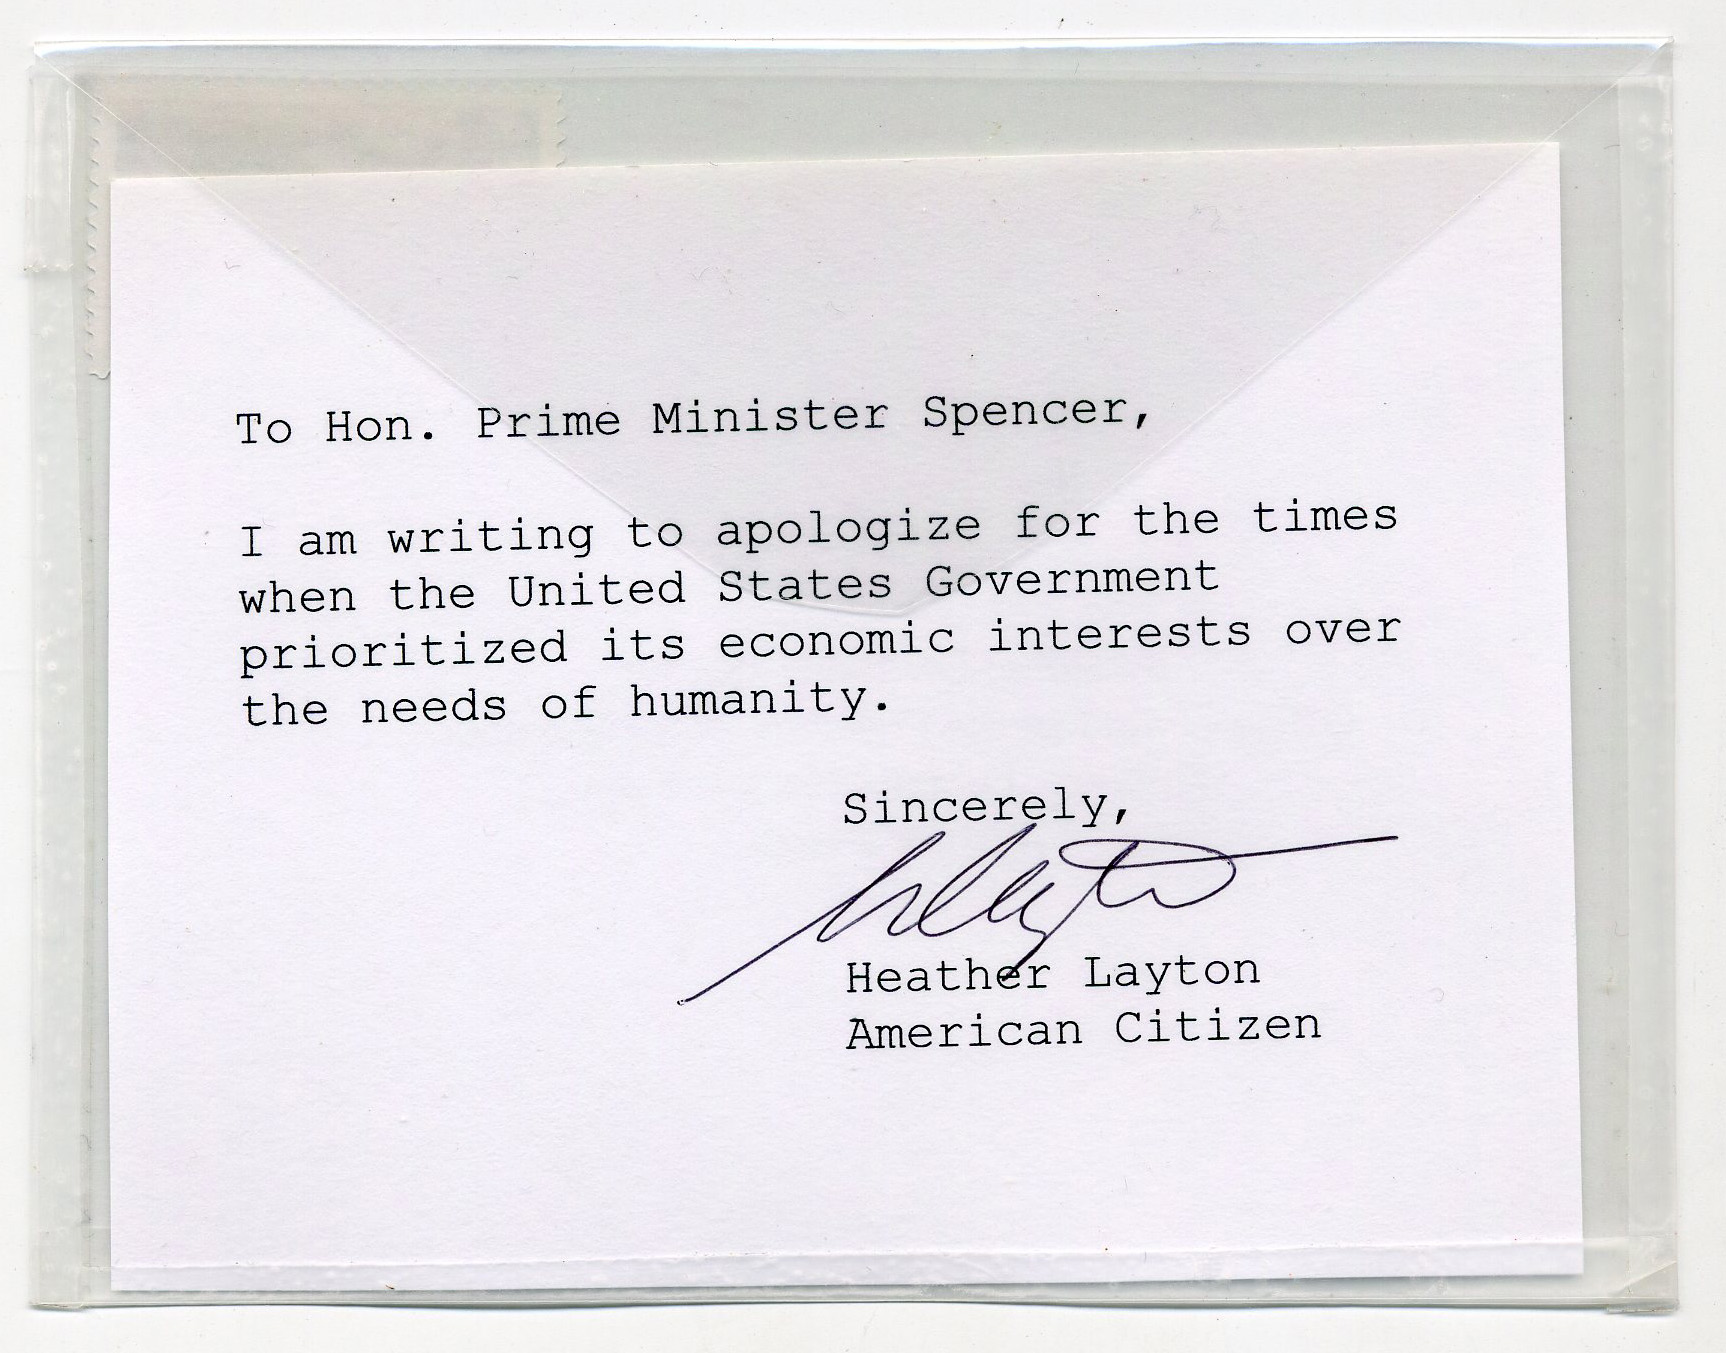 To Hon. Prime Minister Spencer,
I am writing to apologize for the times
when the United States Government
prioritized its economic interests over
the needs of humanity.
Sincerely,
Heather Layton
American Citizen